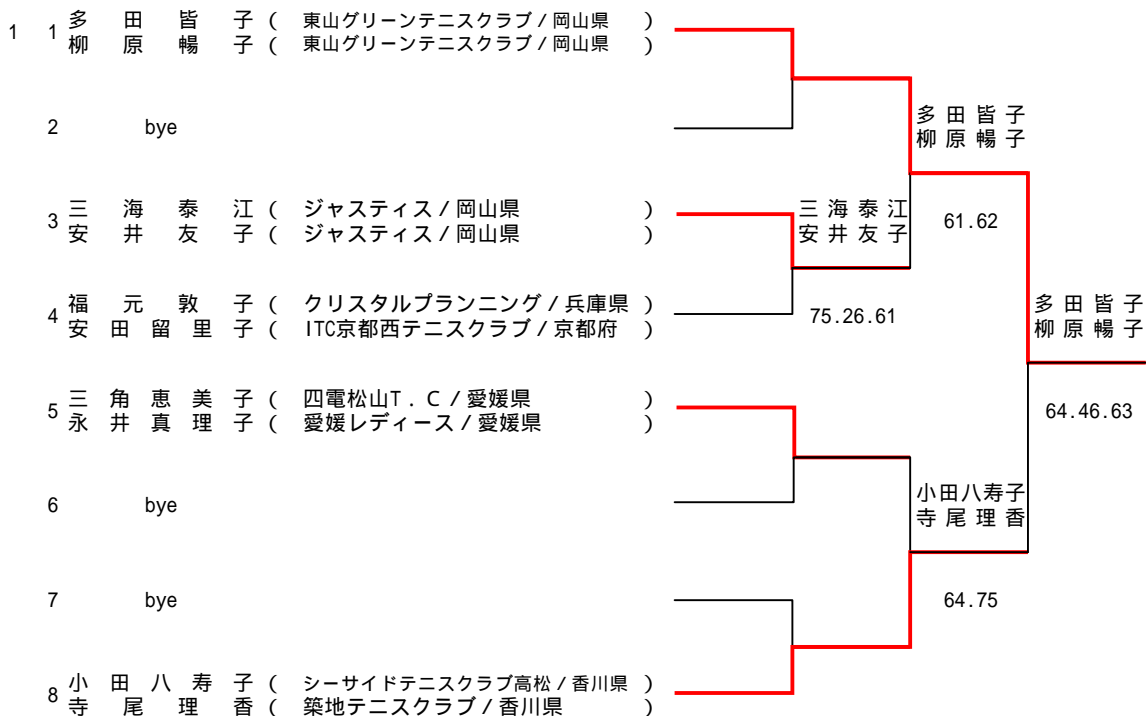 1 1 多田皆子 ( 東山グリーンテニスクラブ / 岡山県 )
柳原暢子 ( 東山グリーンテニスクラブ / 岡山県 )
多田皆子
柳原暢子
2 bye
3 三海泰江 ( ジャスティス / 岡山県 )
安井友子 ( ジャスティス / 岡山県 )
三海泰江
安井友子
61.62
4 福元敦子 ( クリスタルプランニング / 兵庫県 )
安田留里子 ( ITC京都西テニスクラブ / 京都府 )
75.26.61
多田皆子
柳原暢子
5 三角恵美子 ( 四電松山T．C / 愛媛県 )
永井真理子 ( 愛媛レディース / 愛媛県 )
64.46.63
6 bye
小田八寿子
寺尾理香
7 bye
64.75
8 小田八寿子 ( シーサイドテニスクラブ高松 / 香川県 )
寺尾理香 ( 築地テニスクラブ / 香川県 )